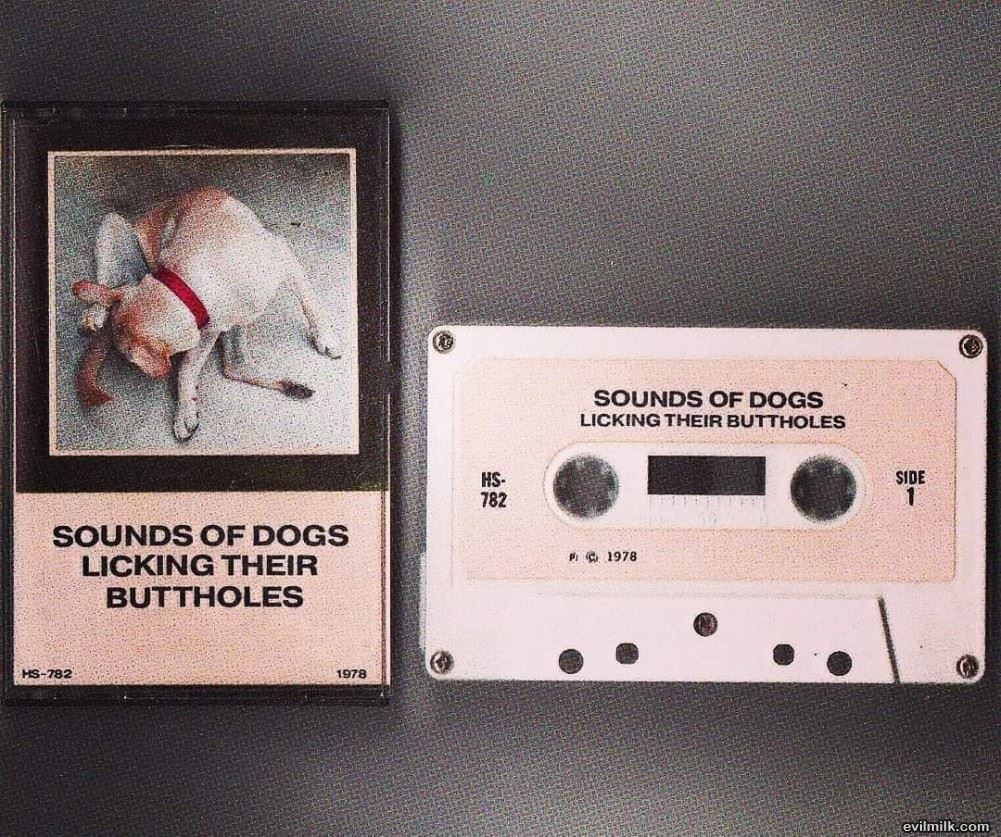 SOUNDS OF DOGS
LICKING THEIR
BUTTHOLES
HS-782
1978
SOUNDS OF DOGS
LICKING THEIR BUTTHOLES
HS-
782
SIDE
1
℗ © 1978
evilmilk.com